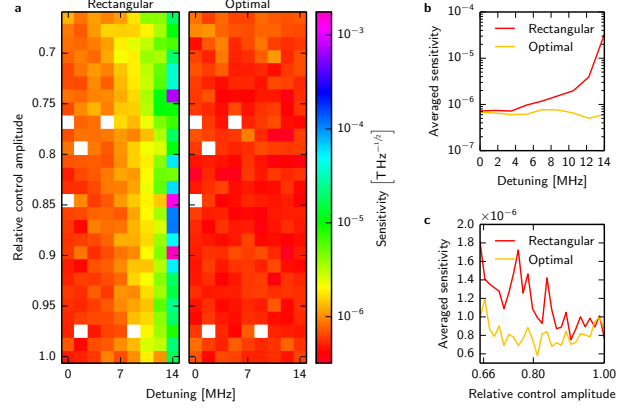 a
Rectangular
Optimal
0.7
0.75
0.8
0.85
0.9
0.95
1.0
Relative control amplitude
0 7 14
0 7 14
Detuning [MHz]
10⁻³
10⁻⁴
10⁻⁵
10⁻⁶
Sensitivity [T Hz⁻¹/²]
b
10⁻⁴
10⁻⁵
10⁻⁶
10⁻⁷
Averaged sensitivity
Rectangular
Optimal
0 2 4 6 8 10 12 14
Detuning [MHz]
c
×10⁻⁶
1.8
1.6
1.4
1.2
1.0
0.8
0.6
Averaged sensitivity
Rectangular
Optimal
0.66 0.80 1.00
Relative control amplitude